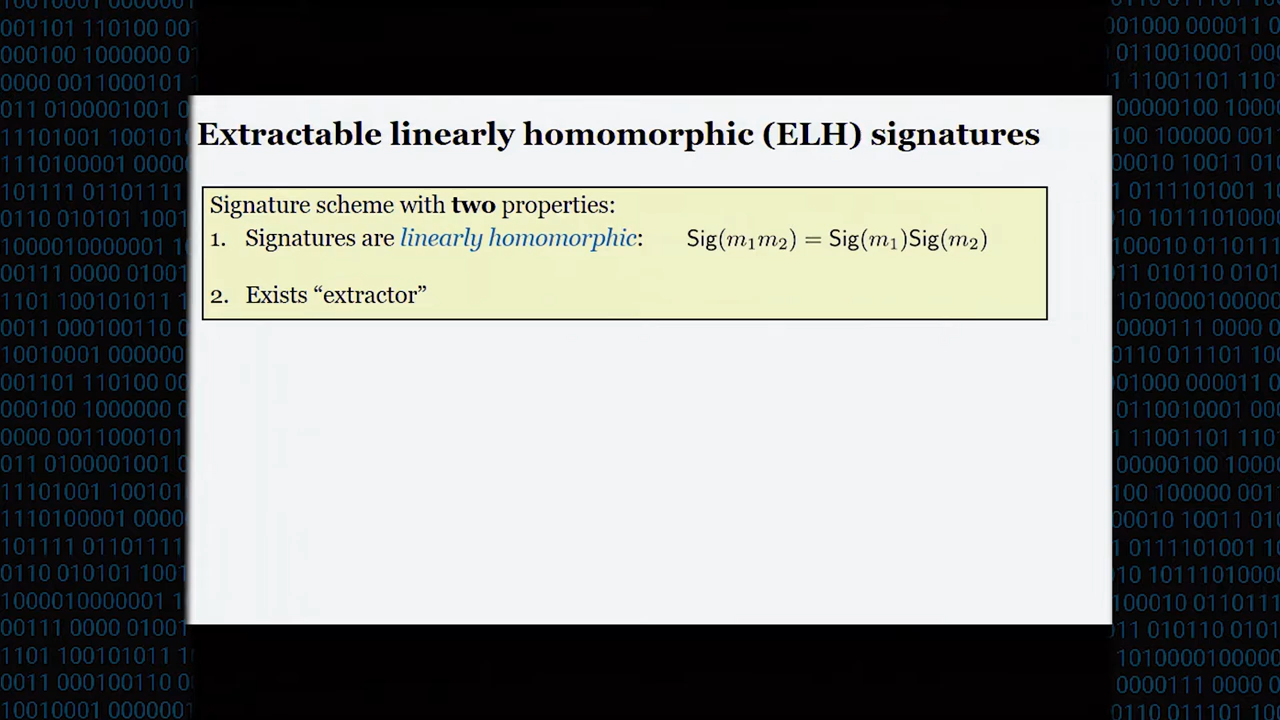 Extractable linearly homomorphic (ELH) signatures
Signature scheme with two properties:
1. Signatures are linearly homomorphic: Sig(m₁m₂) = Sig(m₁)Sig(m₂)
2. Exists “extractor”